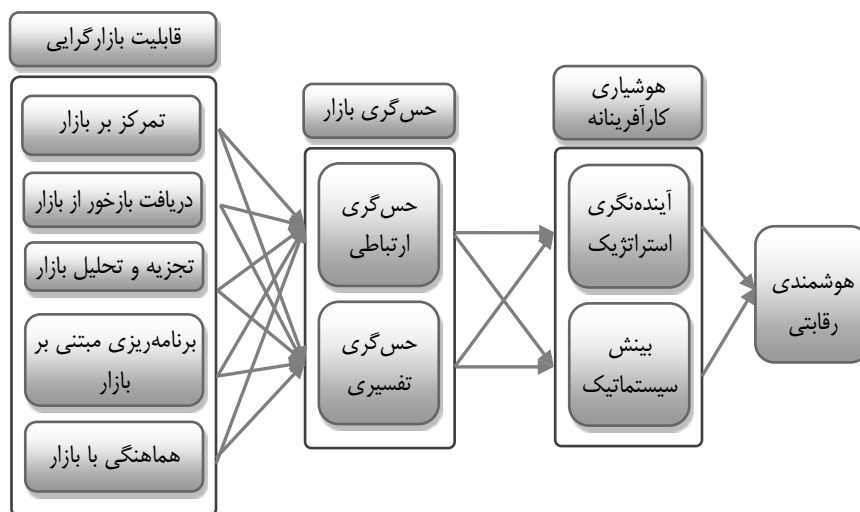 قابلیت بازارگرایی
تمرکز بر بازار
دریافت بازخور از بازار
تجزیه و تحلیل بازار
برنامه‌ریزی مبتنی بر
بازار
هماهنگی با بازار
حس‌گری بازار
حس‌گری
ارتباطی
حس‌گری
تفسیری
هوشیاری
کارآفرینانه
آینده‌نگری
استراتژیک
بینش
سیستماتیک
هوشمندی
رقابتی